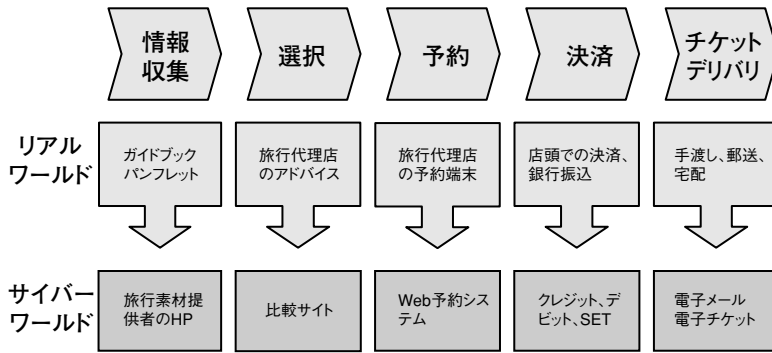 情報
収集
選択
予約
決済
チケット
デリバリ
リアル
ワールド
ガイドブック
パンフレット
旅行代理店
のアドバイス
旅行代理店
の予約端末
店頭での決済、
銀行振込
手渡し、郵送、
宅配
サイバー
ワールド
旅行素材提
供者のHP
比較サイト
Web予約シス
テム
クレジット、デ
ビット、SET
電子メール
電子チケット